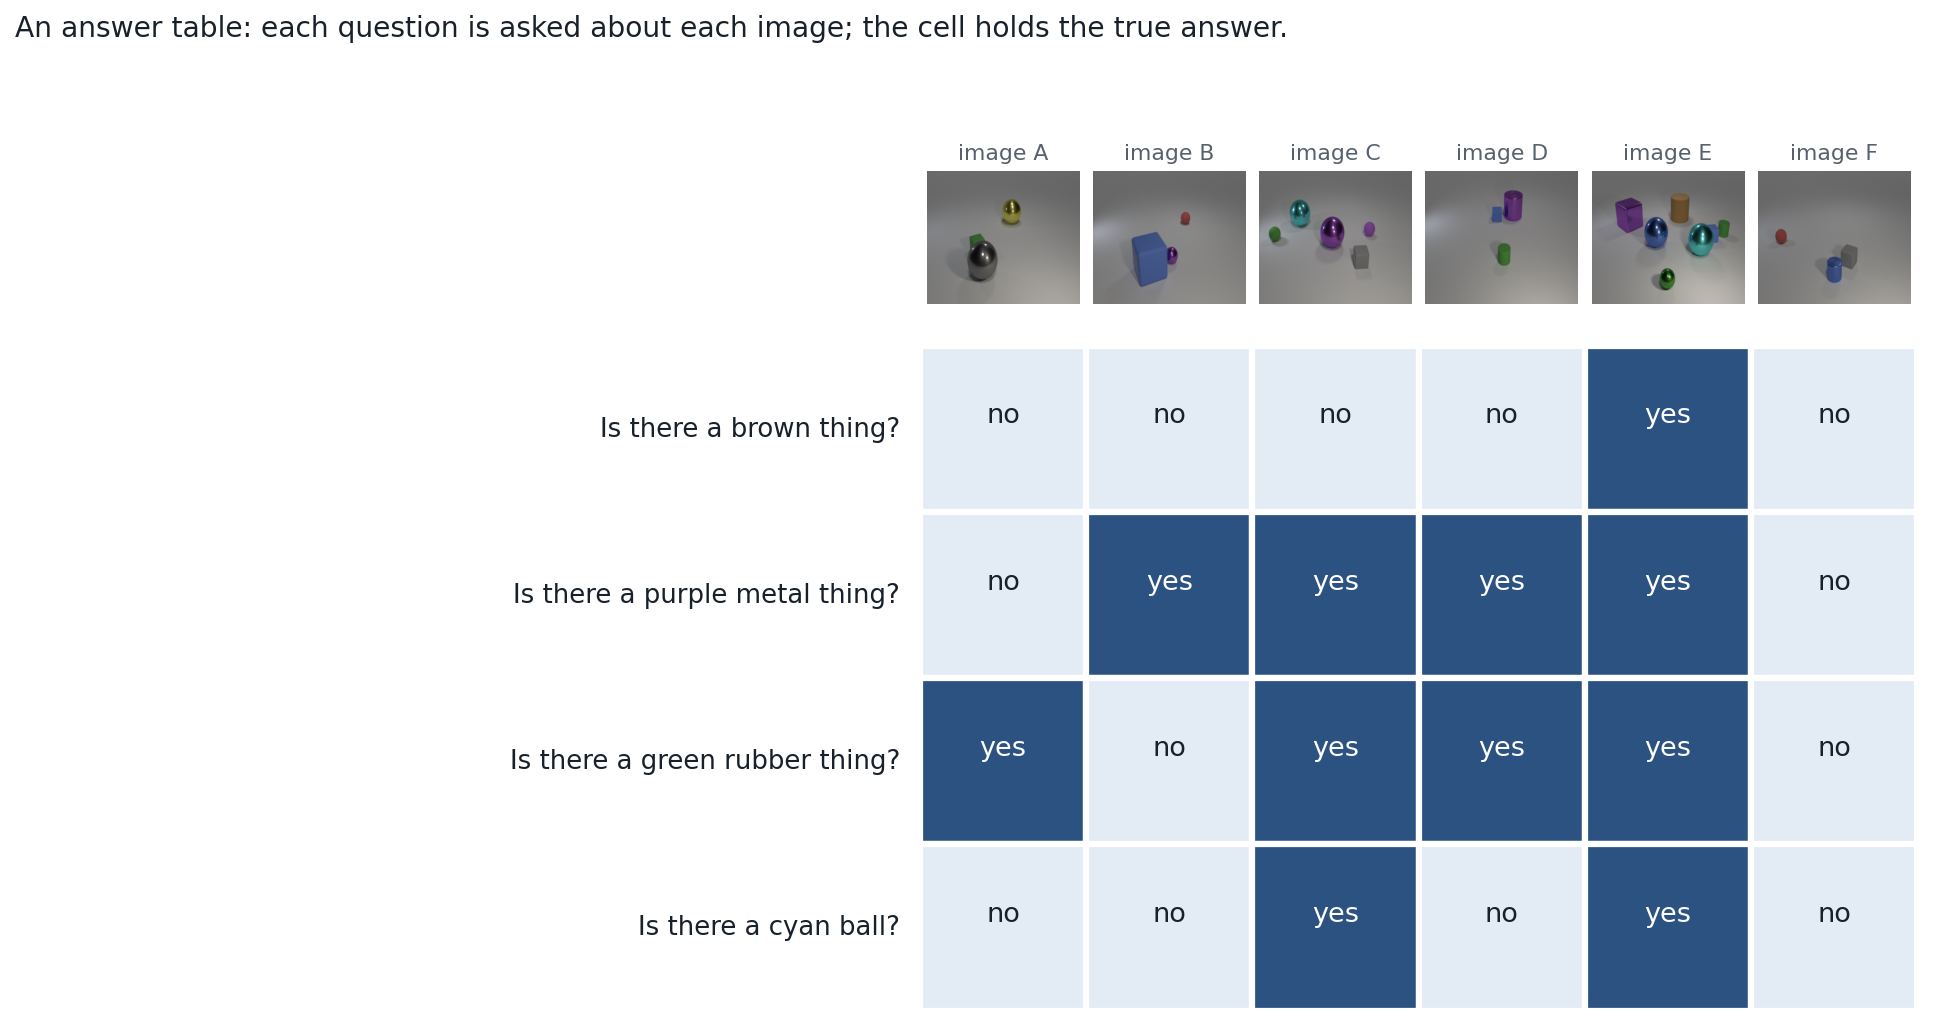 An answer table: each question is asked about each image; the cell holds the true answer.
image A image B image C image D image E image F
Is there a brown thing? no no no no yes no
Is there a purple metal thing? no yes yes yes yes no
Is there a green rubber thing? yes no yes yes yes no
Is there a cyan ball? no no yes no yes no